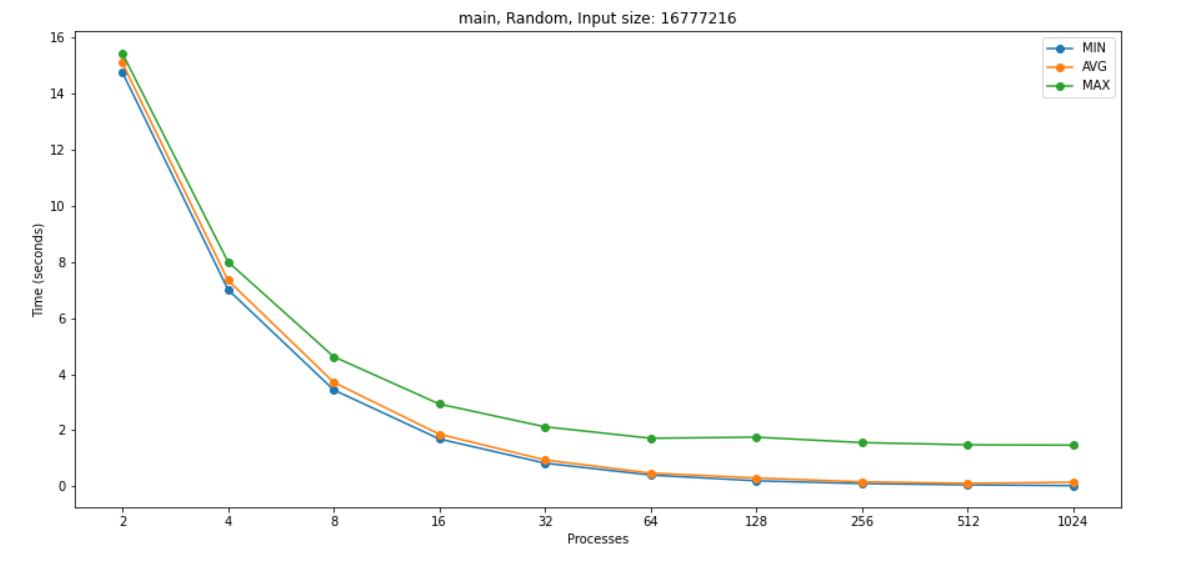 main, Random, Input size: 16777216
16
14
12
10
8
6
4
2
0
Time (seconds)
MIN
AVG
MAX
2 4 8 16 32 64 128 256 512 1024
Processes